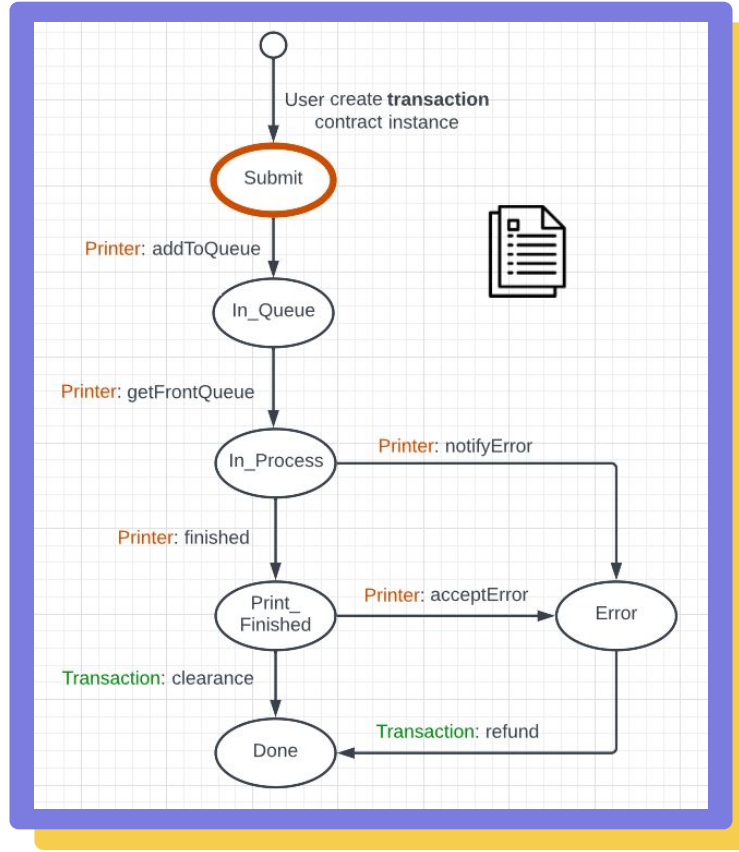 User create transaction
contract instance
Submit
Printer: addToQueue
In_Queue
Printer: getFrontQueue
In_Process
Printer: notifyError
Printer: finished
Print_
Finished
Printer: acceptError
Error
Transaction: clearance
Transaction: refund
Done